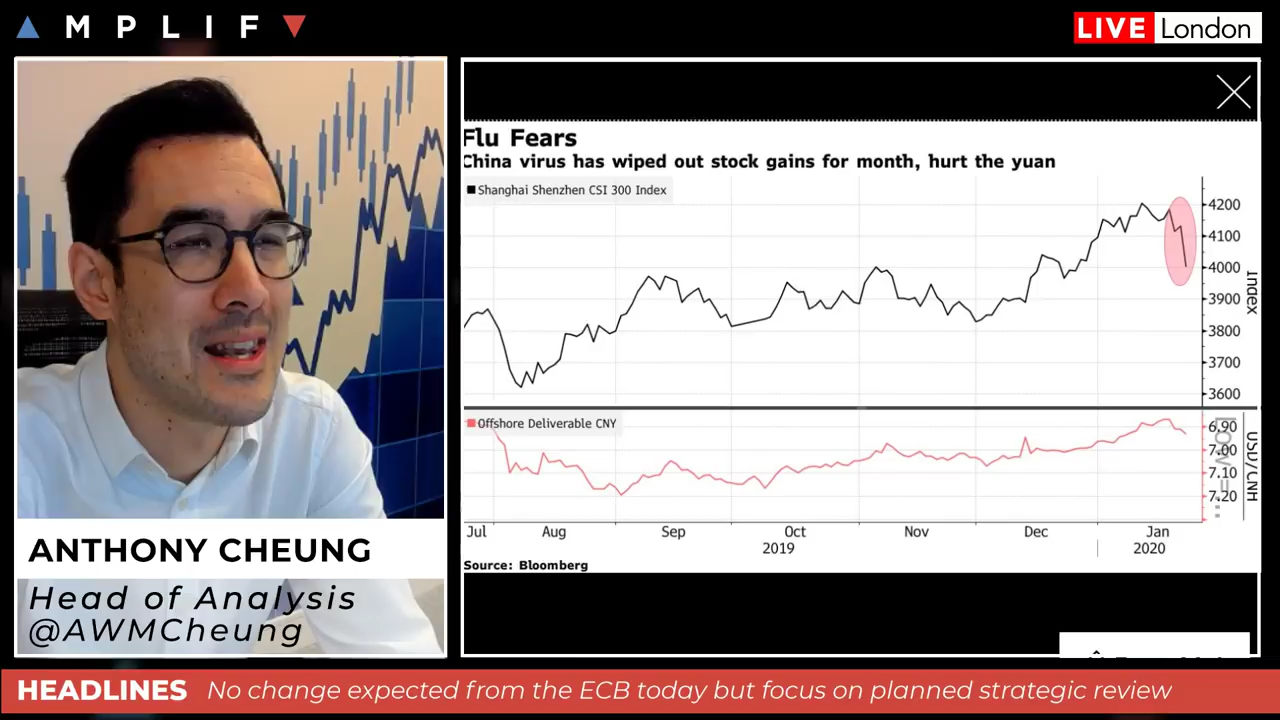 AMPLIFY
LIVE London
Flu Fears
China virus has wiped out stock gains for month, hurt the yuan
Shanghai Shenzhen CSI 300 Index
4200
4100
4000
3900
3800
3700
3600
Index
Offshore Deliverable CNY
6.90
7.00
7.10
7.20
USD/CNH
Jul Aug Sep Oct Nov Dec Jan
2019 2020
Source: Bloomberg
ANTHONY CHEUNG
Head of Analysis
@AWMCheung
HEADLINES No change expected from the ECB today but focus on planned strategic review